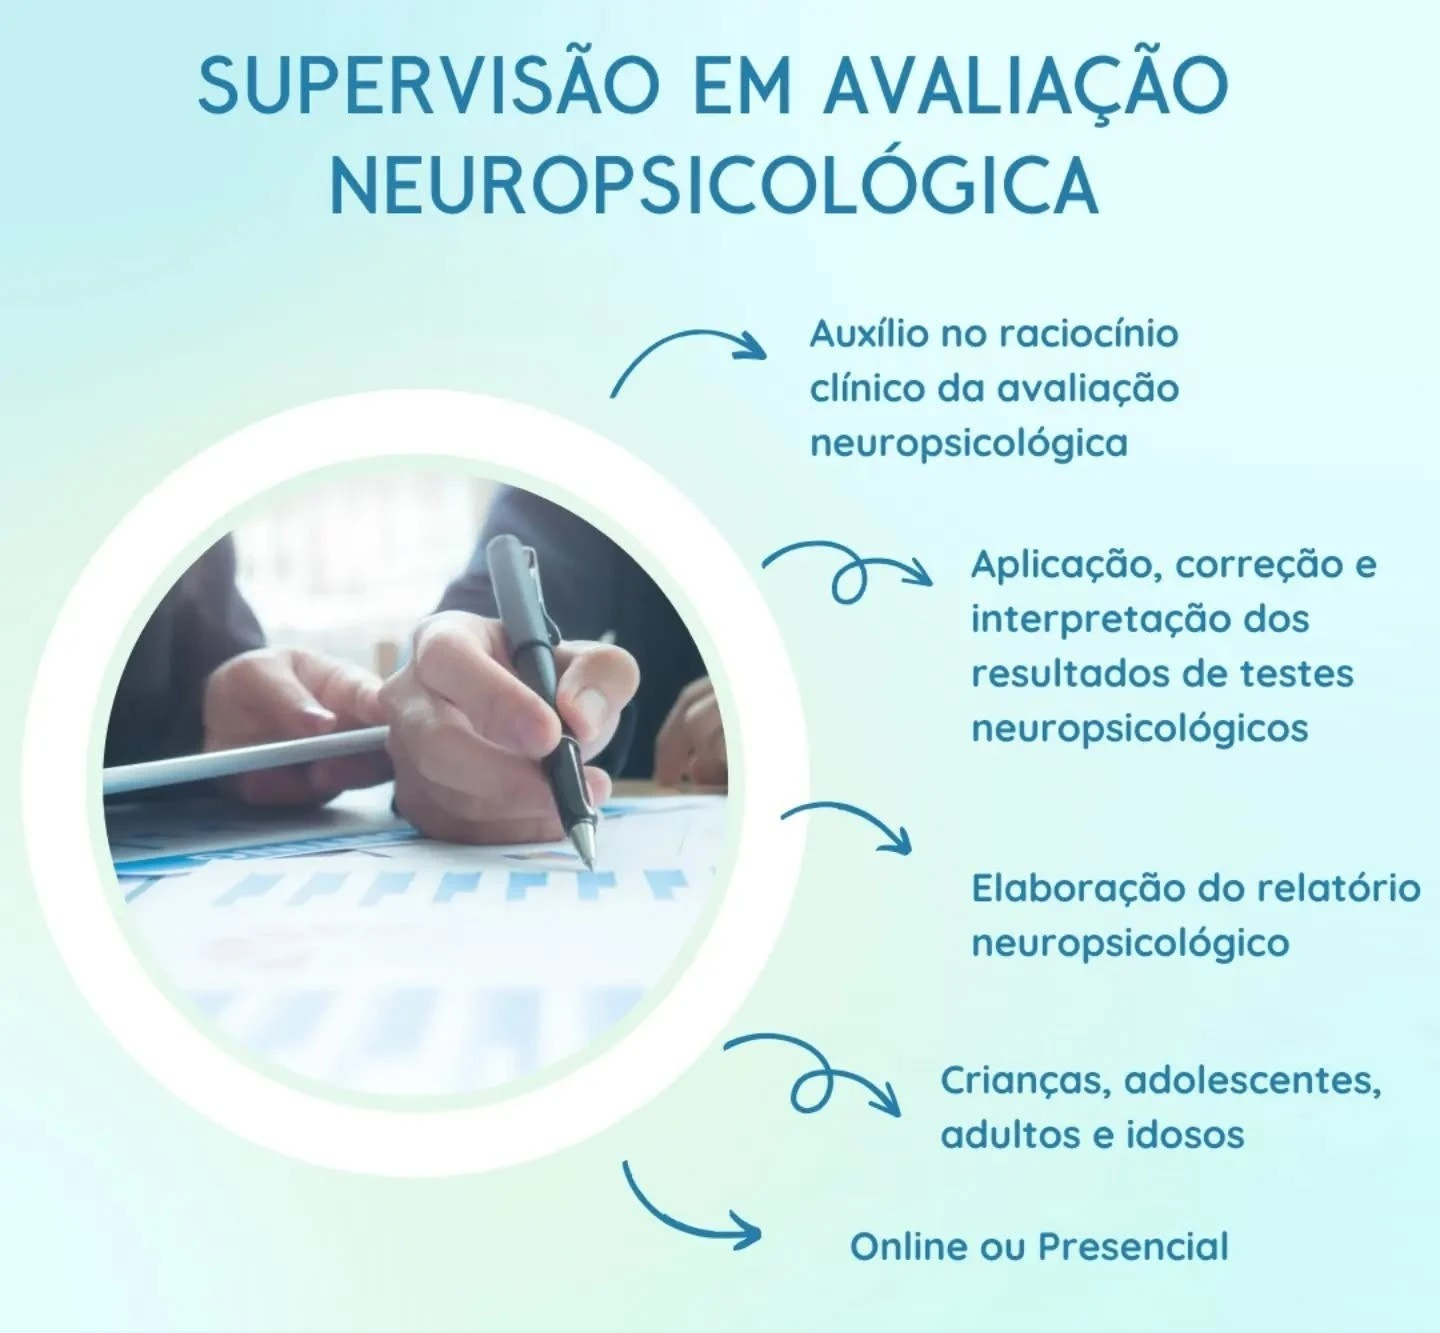 SUPERVISÃO EM AVALIAÇÃO
NEUROPSICOLÓGICA
Auxílio no raciocínio
clínico da avaliação
neuropsicológica
Aplicação, correção e
interpretação dos
resultados de testes
neuropsicológicos
Elaboração do relatório
neuropsicológico
Crianças, adolescentes,
adultos e idosos
Online ou Presencial